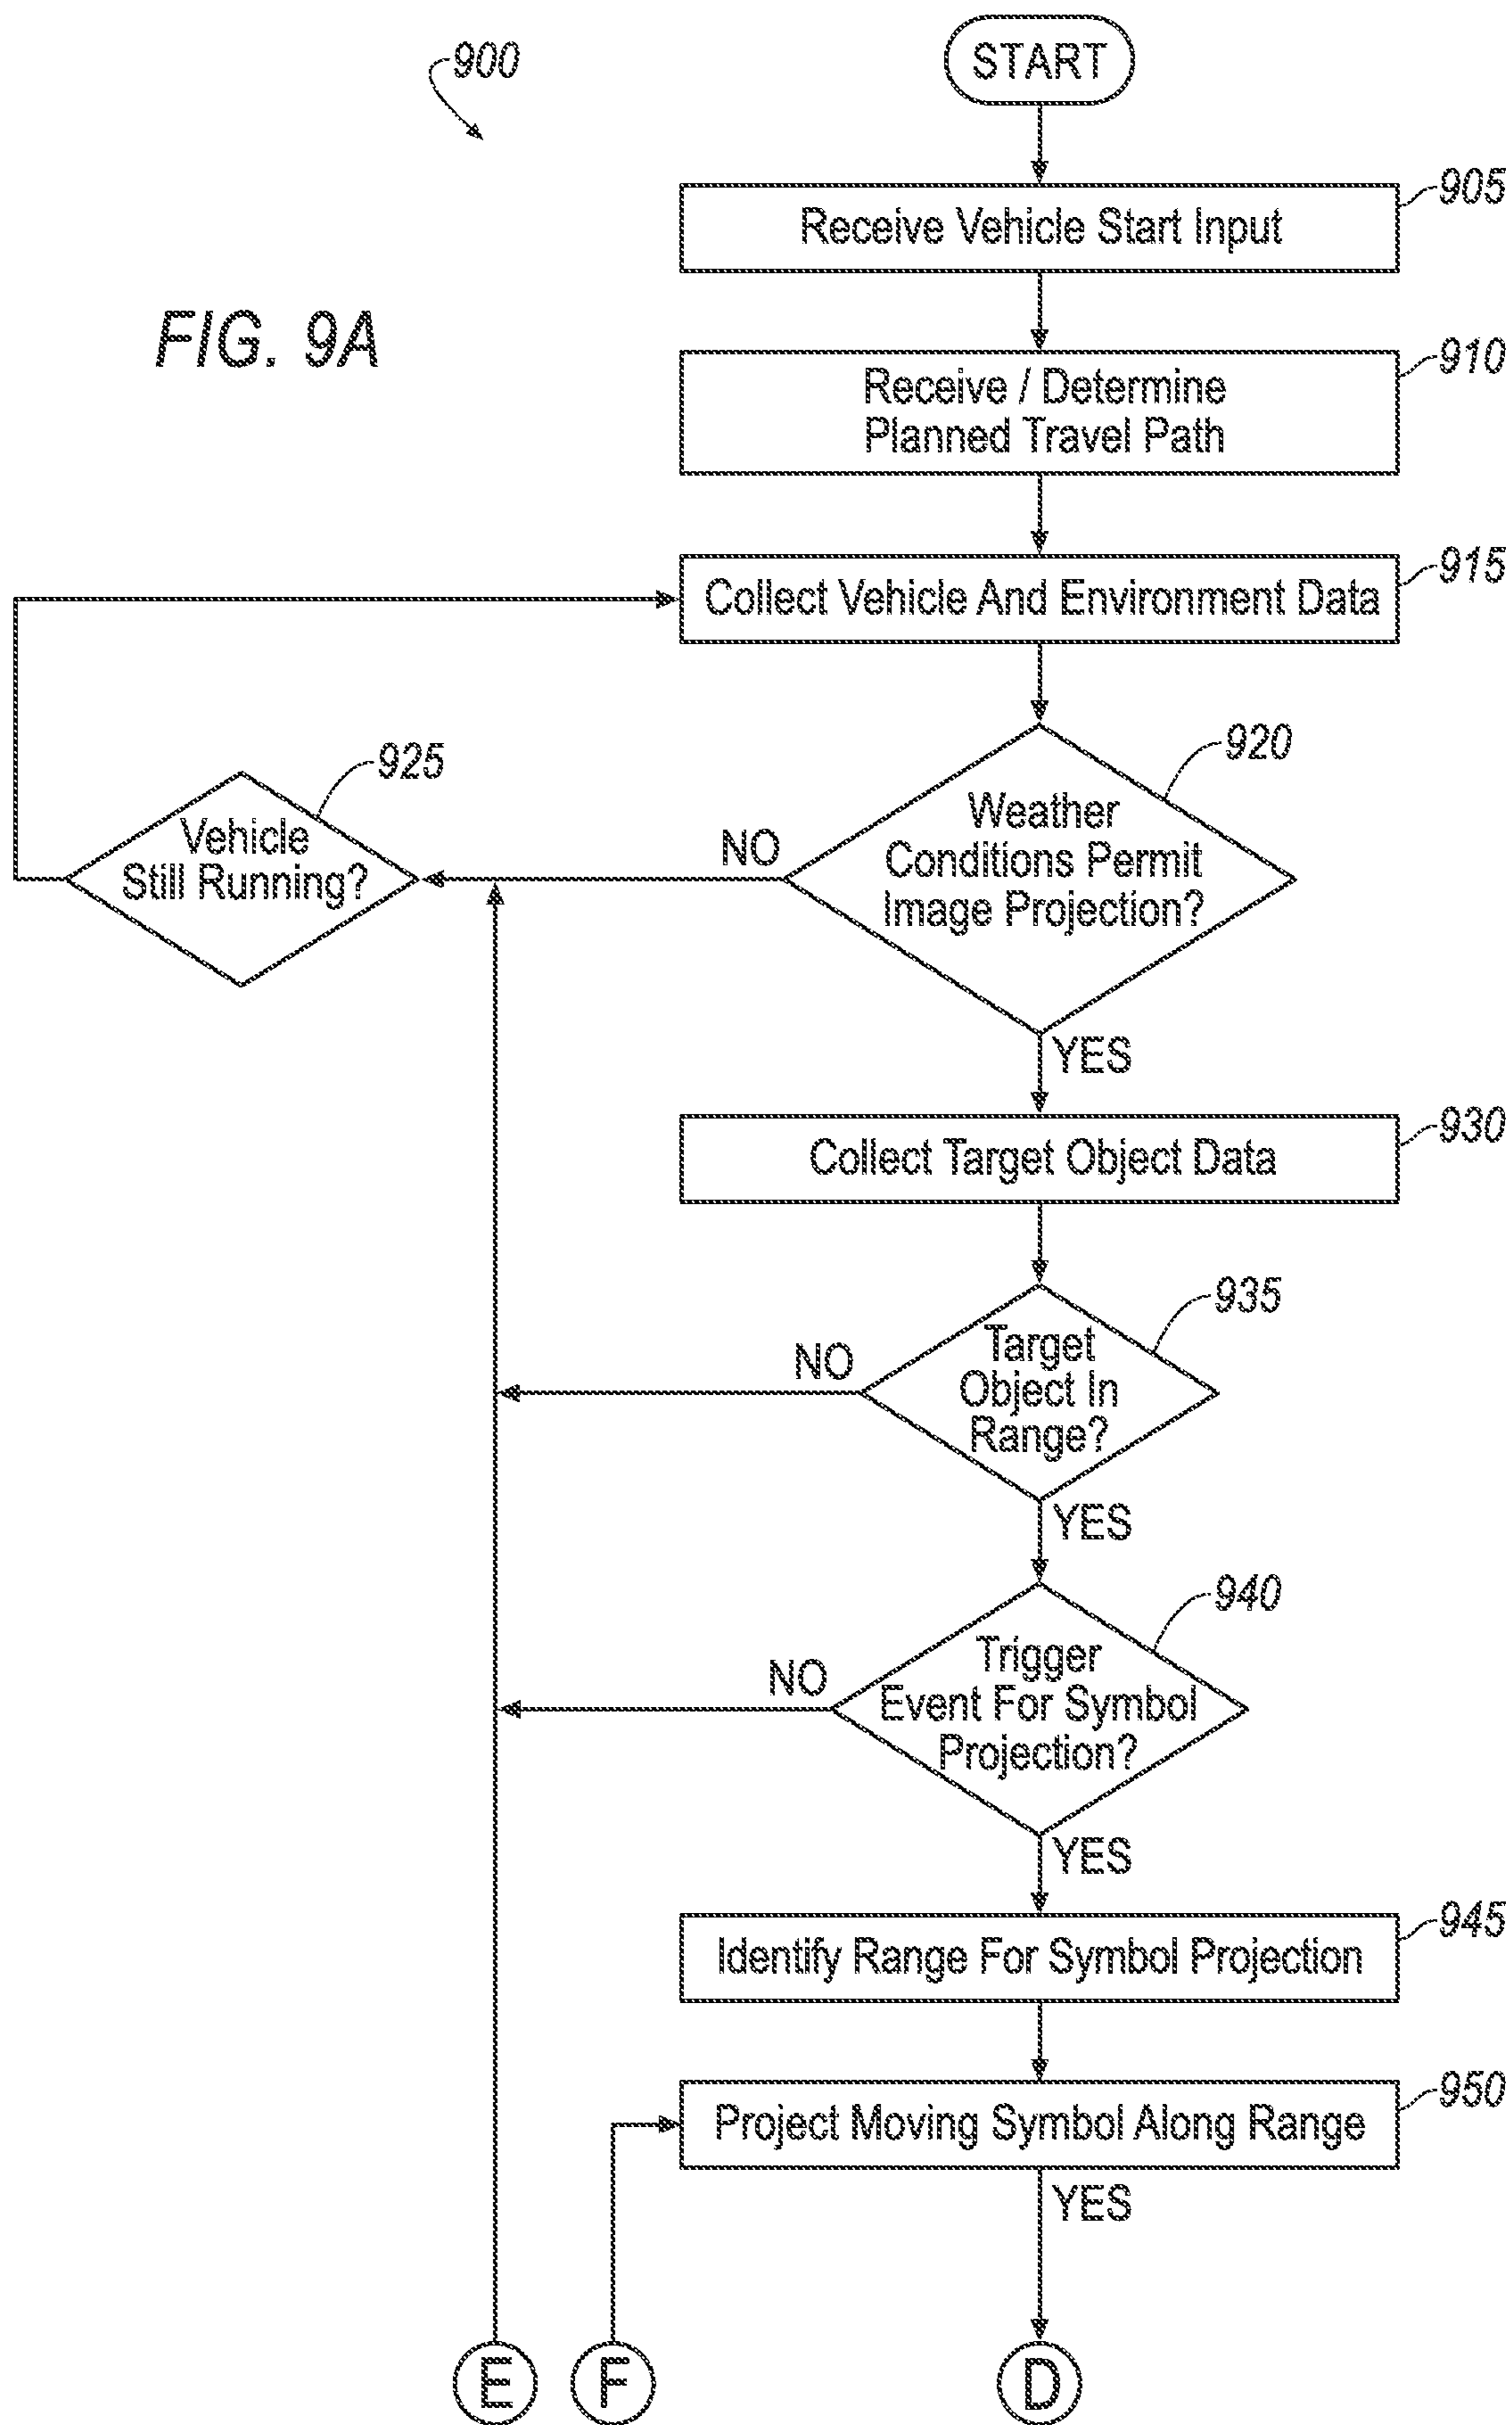 900
START
905
Receive Vehicle Start Input
FIG. 9A
910
Receive / Determine
Planned Travel Path
915
Collect Vehicle And Environment Data
920
925
Weather
Conditions Permit
Image Projection?
Vehicle
Still Running?
NO
YES
930
Collect Target Object Data
935
Target
Object In
Range?
NO
YES
940
Trigger
Event For Symbol
Projection?
NO
YES
945
Identify Range For Symbol Projection
950
Project Moving Symbol Along Range
YES
E
F
D